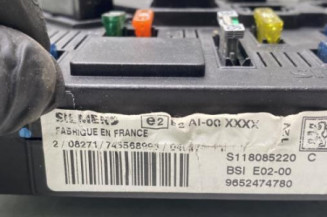 SIEMENS e2 AI-00 XXXX
FABRIQUE EN FRANCE 12V
S118085220 C
BSI E02-00
9652474780